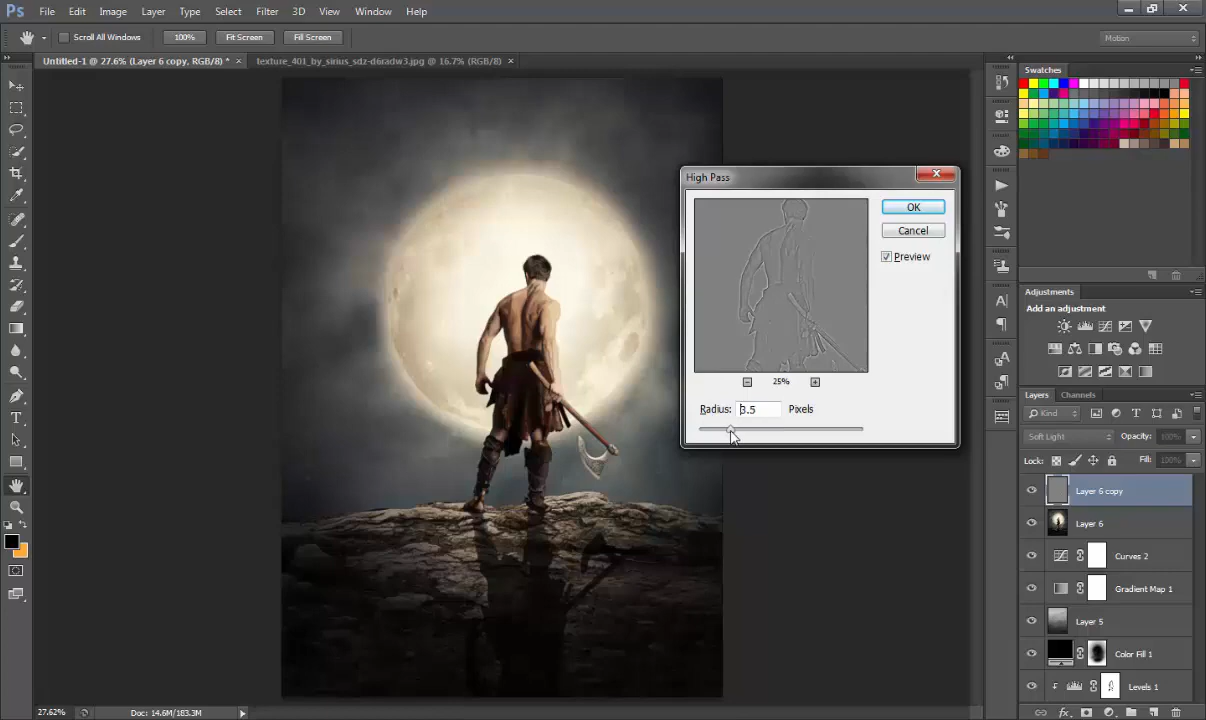 Ps File Edit Image Layer Type Select Filter 3D View Window Help
Scroll All Windows 100% Fit Screen Fill Screen Motion
Untitled-1 @ 27.6% (Layer 6 copy, RGB/8) * × texture_401_by_sirius_sdz-d6radw3.jpg @ 16.7% (RGB/8) ×
Swatches
High Pass
OK
Cancel
Preview
25%
Radius: 3.5 Pixels
Adjustments
Add an adjustment
Layers Channels
Kind
Soft Light Opacity: 100%
Lock: Fill: 100%
Layer 6 copy
Layer 6
Curves 2
Gradient Map 1
Layer 5
Color Fill 1
Levels 1
27.62% Doc: 14.6M/183.3M